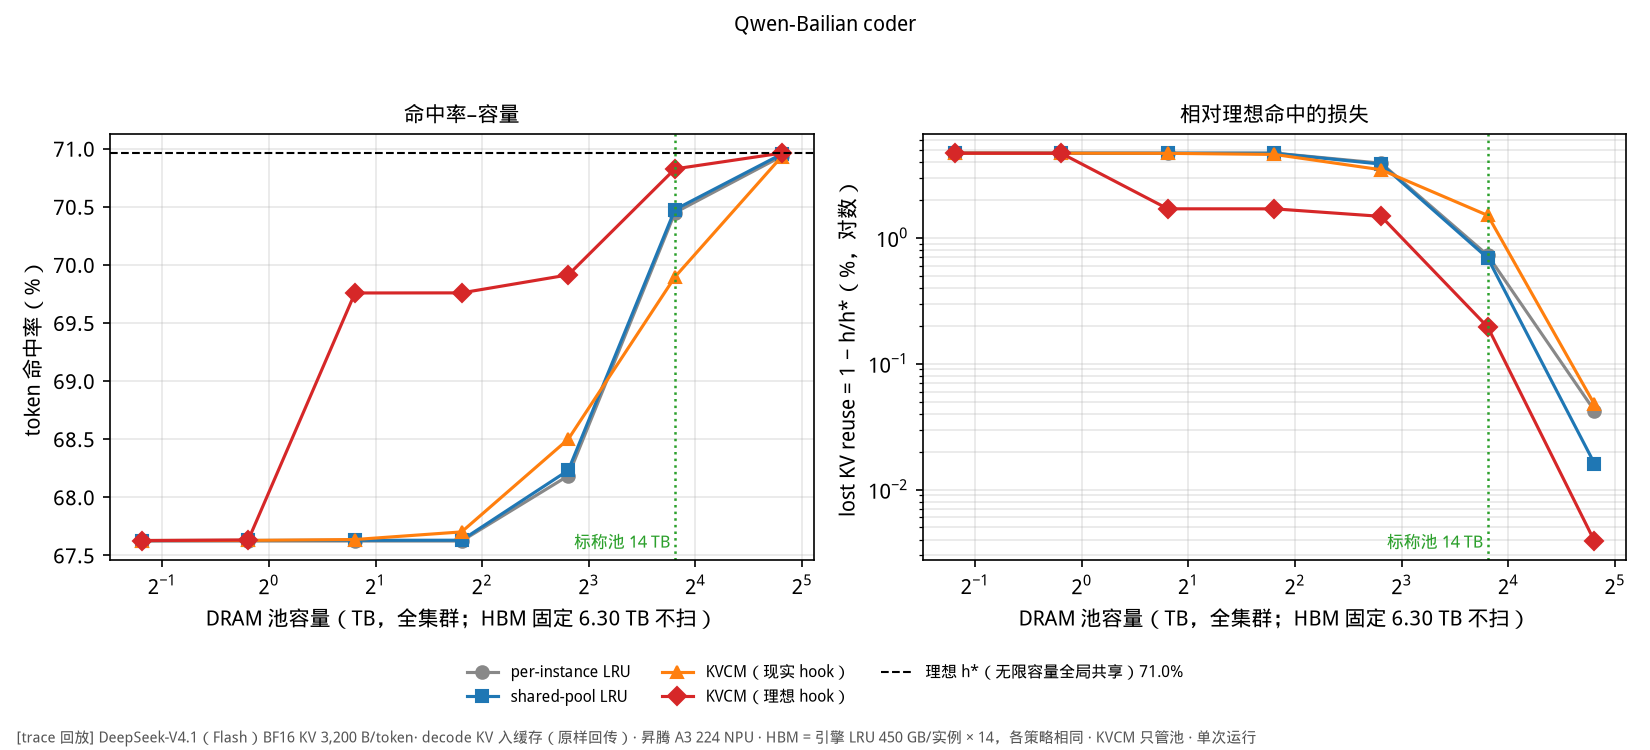 Qwen-Bailian coder
命中率–容量
token 命中率（%）
71.0
70.5
70.0
69.5
69.0
68.5
68.0
67.5
标称池 14 TB
2⁻¹
2⁰
2¹
2²
2³
2⁴
2⁵
DRAM 池容量（TB，全集群；HBM 固定 6.30 TB 不扫）
相对理想命中的损失
lost KV reuse = 1 − h/h*（%，对数）
10⁰
10⁻¹
10⁻²
标称池 14 TB
2⁻¹
2⁰
2¹
2²
2³
2⁴
2⁵
DRAM 池容量（TB，全集群；HBM 固定 6.30 TB 不扫）
per-instance LRU
shared-pool LRU
KVCM（现实 hook）
KVCM（理想 hook）
理想 h*（无限容量全局共享）71.0%
[trace 回放] DeepSeek-V4.1（Flash）BF16 KV 3,200 B/token· decode KV 入缓存（原样回传）· 昇腾 A3 224 NPU · HBM = 引擎 LRU 450 GB/实例 × 14，各策略相同 · KVCM 只管池 · 单次运行